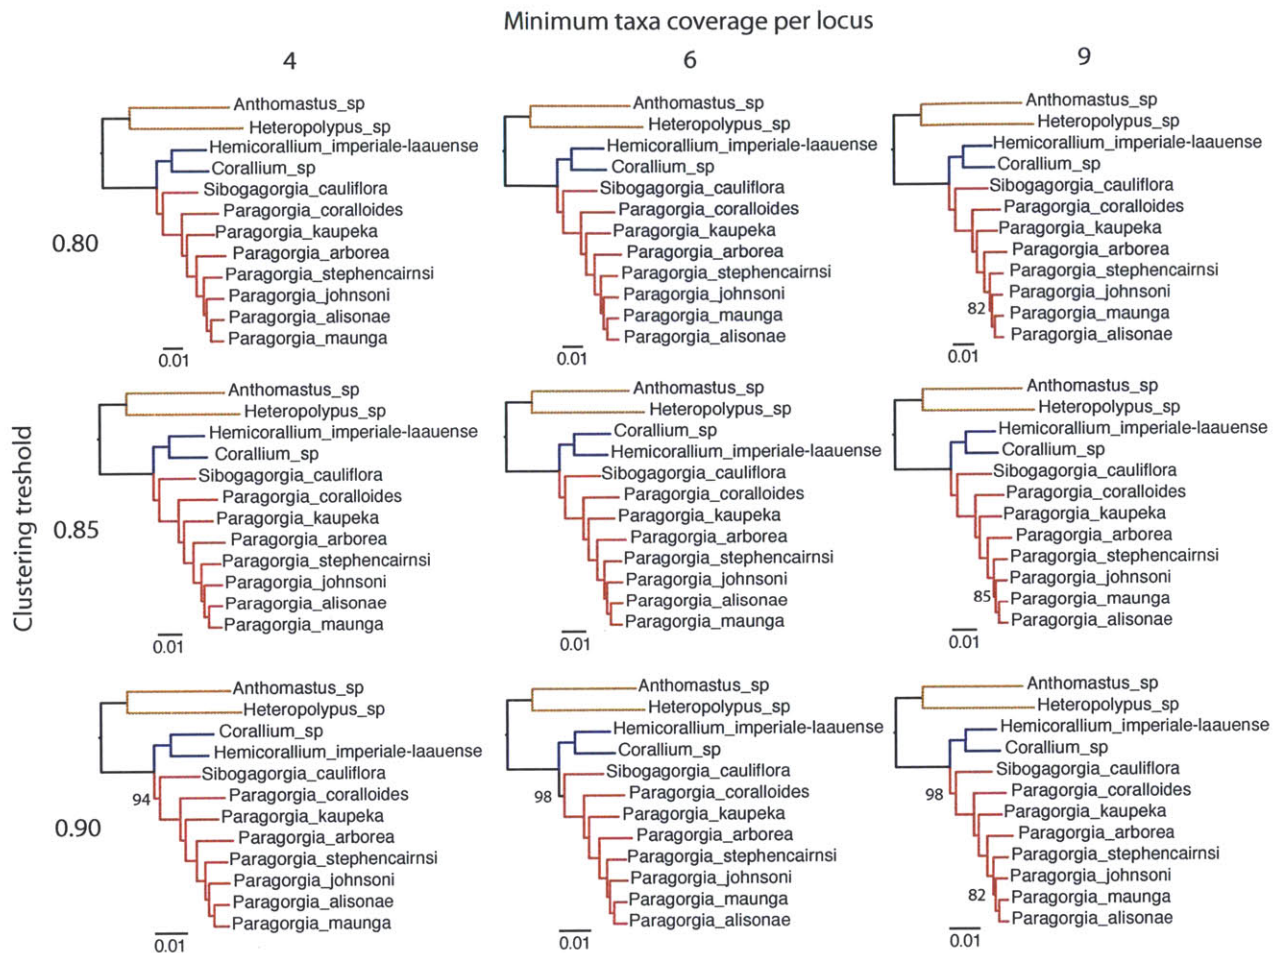 Minimum taxa coverage per locus
4
6
9
Clustering treshold
0.80
Anthomastus_sp
Heteropolypus_sp
Hemicorallium_imperiale-laauense
Corallium_sp
Sibogagorgia_cauliflora
Paragorgia_coralloides
Paragorgia_kaupeka
Paragorgia_arborea
Paragorgia_stephencairnsi
Paragorgia_johnsoni
Paragorgia_alisonae
Paragorgia_maunga
0.01
Anthomastus_sp
Heteropolypus_sp
Hemicorallium_imperiale-laauense
Corallium_sp
Sibogagorgia_cauliflora
Paragorgia_coralloides
Paragorgia_kaupeka
Paragorgia_arborea
Paragorgia_stephencairnsi
Paragorgia_johnsoni
Paragorgia_maunga
Paragorgia_alisonae
0.01
Anthomastus_sp
Heteropolypus_sp
Hemicorallium_imperiale-laauense
Corallium_sp
Sibogagorgia_cauliflora
Paragorgia_coralloides
Paragorgia_kaupeka
Paragorgia_arborea
Paragorgia_stephencairnsi
Paragorgia_johnsoni
82
Paragorgia_maunga
Paragorgia_alisonae
0.01
0.85
Anthomastus_sp
Heteropolypus_sp
Hemicorallium_imperiale-laauense
Corallium_sp
Sibogagorgia_cauliflora
Paragorgia_coralloides
Paragorgia_kaupeka
Paragorgia_arborea
Paragorgia_stephencairnsi
Paragorgia_johnsoni
Paragorgia_alisonae
Paragorgia_maunga
0.01
Anthomastus_sp
Heteropolypus_sp
Corallium_sp
Hemicorallium_imperiale-laauense
Sibogagorgia_cauliflora
Paragorgia_coralloides
Paragorgia_kaupeka
Paragorgia_arborea
Paragorgia_stephencairnsi
Paragorgia_johnsoni
Paragorgia_alisonae
Paragorgia_maunga
0.01
Anthomastus_sp
Heteropolypus_sp
Hemicorallium_imperiale-laauense
Corallium_sp
Sibogagorgia_cauliflora
Paragorgia_coralloides
Paragorgia_kaupeka
Paragorgia_arborea
Paragorgia_stephencairnsi
Paragorgia_johnsoni
85
Paragorgia_maunga
Paragorgia_alisonae
0.01
0.90
Anthomastus_sp
Heteropolypus_sp
Corallium_sp
Hemicorallium_imperiale-laauense
Sibogagorgia_cauliflora
94
Paragorgia_coralloides
Paragorgia_kaupeka
Paragorgia_arborea
Paragorgia_stephencairnsi
Paragorgia_johnsoni
Paragorgia_alisonae
Paragorgia_maunga
0.01
Anthomastus_sp
Heteropolypus_sp
Hemicorallium_imperiale-laauense
Corallium_sp
Sibogagorgia_cauliflora
98
Paragorgia_coralloides
Paragorgia_kaupeka
Paragorgia_arborea
Paragorgia_stephencairnsi
Paragorgia_johnsoni
Paragorgia_maunga
Paragorgia_alisonae
0.01
Anthomastus_sp
Heteropolypus_sp
Hemicorallium_imperiale-laauense
Corallium_sp
Sibogagorgia_cauliflora
98
Paragorgia_coralloides
Paragorgia_kaupeka
Paragorgia_arborea
Paragorgia_stephencairnsi
Paragorgia_johnsoni
82
Paragorgia_maunga
Paragorgia_alisonae
0.01